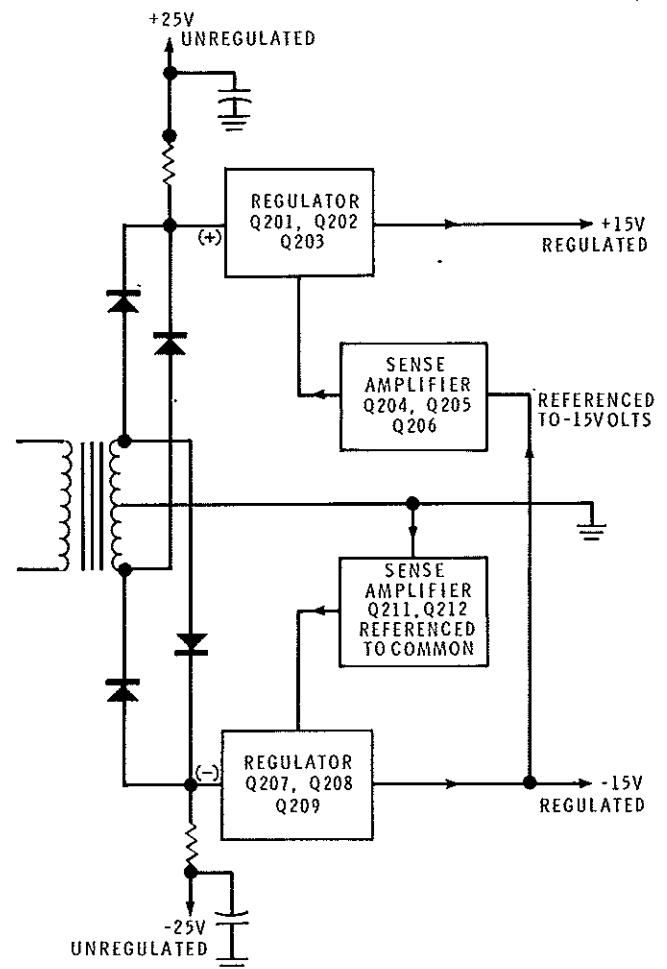 +25V
UNREGULATED
REGULATOR
Q201, Q202
Q203
(+)
+15V
REGULATED
SENSE
AMPLIFIER
Q204, Q205
Q206
REFERENCED
TO-15VOLTS
SENSE
AMPLIFIER
Q211,Q212
REFERENCED
TO COMMON
(-)
REGULATOR
Q207, Q208
Q209
-15V
REGULATED
-25V
UNREGULATED